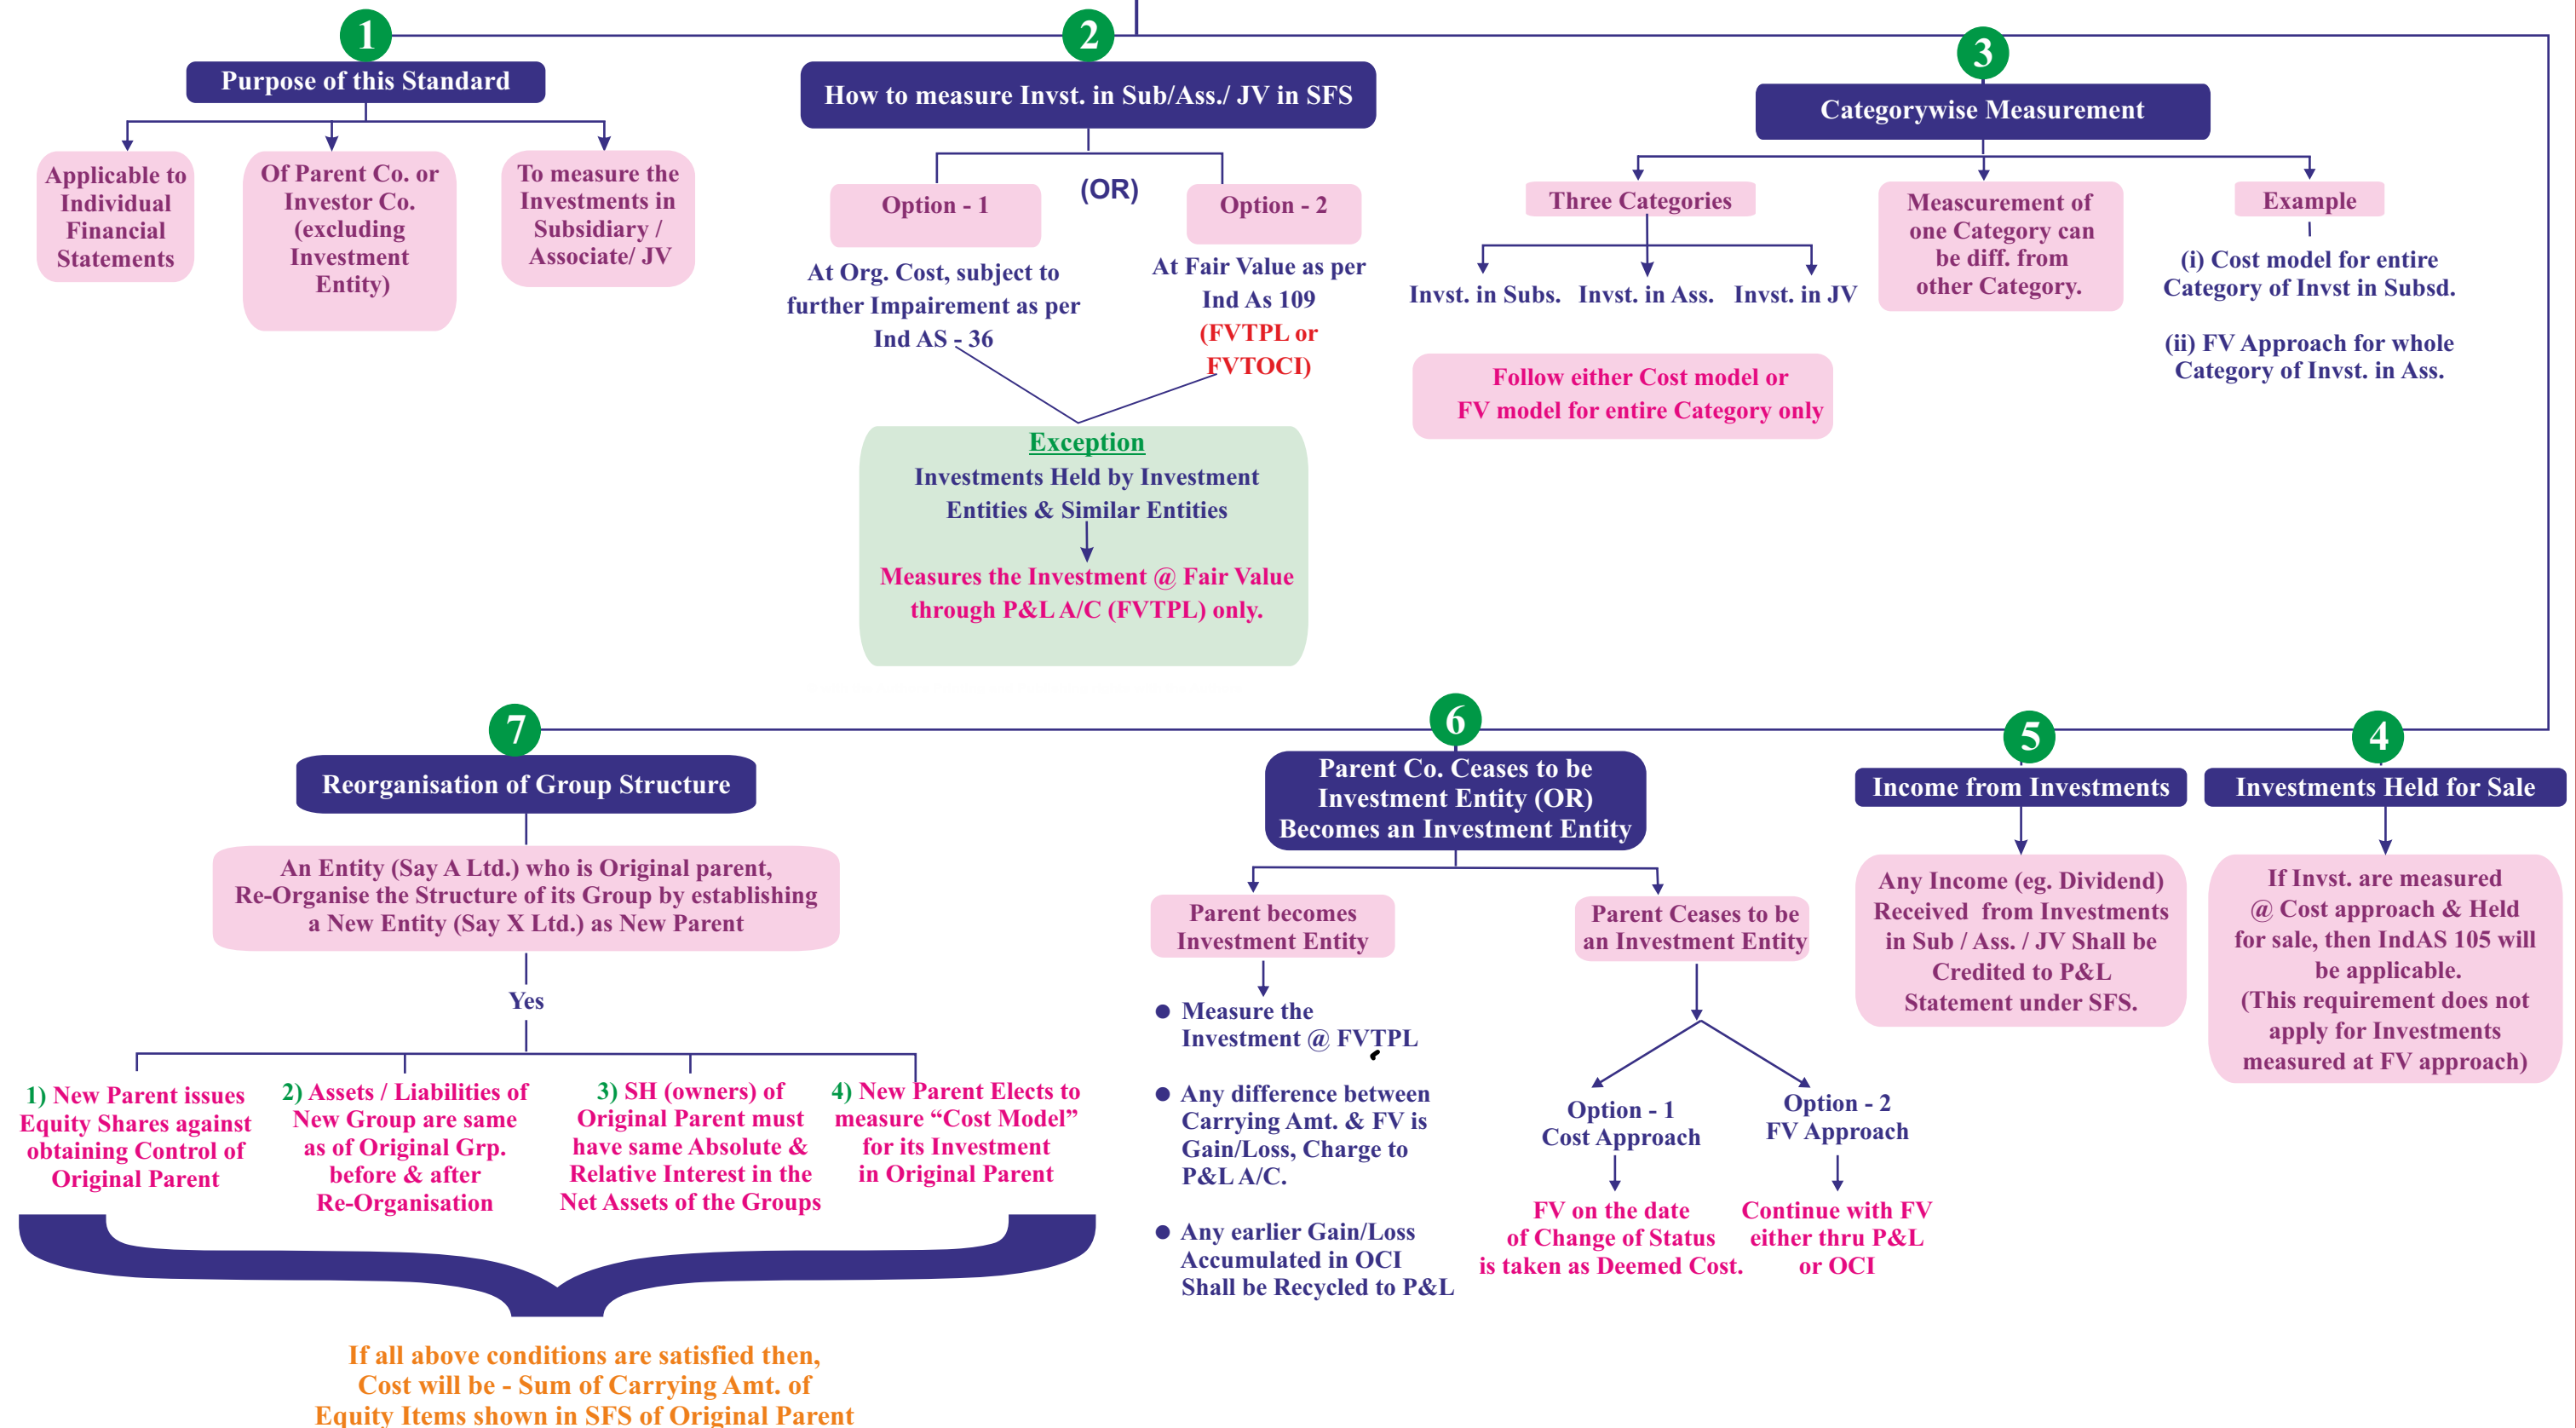 1
Purpose of this Standard
Applicable to
Individual
Financial
Statements
Of Parent Co. or
Investor Co.
(excluding
Investment
Entity)
To measure the
Investments in
Subsidiary /
Associate/ JV
2
How to measure Invst. in Sub/Ass./ JV in SFS
(OR)
Option - 1
At Org. Cost, subject to
further Impairement as per
Ind AS - 36
Option - 2
At Fair Value as per
Ind As 109
(FVTPL or
FVTOCI)
Exception
Investments Held by Investment
Entities & Similar Entities
Measures the Investment @ Fair Value
through P&L A/C (FVTPL) only.
3
Categorywise Measurement
Three Categories
Invst. in Subs.
Invst. in Ass.
Invst. in JV
Follow either Cost model or
FV model for entire Category only
Meascurement of
one Category can
be diff. from
other Category.
Example
(i) Cost model for entire
Category of Invst in Subsd.
(ii) FV Approach for whole
Category of Invst. in Ass.
7
Reorganisation of Group Structure
An Entity (Say A Ltd.) who is Original parent,
Re-Organise the Structure of its Group by establishing
a New Entity (Say X Ltd.) as New Parent
Yes
1) New Parent issues
Equity Shares against
obtaining Control of
Original Parent
2) Assets / Liabilities of
New Group are same
as of Original Grp.
before & after
Re-Organisation
3) SH (owners) of
Original Parent must
have same Absolute &
Relative Interest in the
Net Assets of the Groups
4) New Parent Elects to
measure “Cost Model”
for its Investment
in Original Parent
If all above conditions are satisfied then,
Cost will be - Sum of Carrying Amt. of
Equity Items shown in SFS of Original Parent
6
Parent Co. Ceases to be
Investment Entity (OR)
Becomes an Investment Entity
Parent becomes
Investment Entity
● Measure the
Investment @ FVTPL
● Any difference between
Carrying Amt. & FV is
Gain/Loss, Charge to
P&L A/C.
● Any earlier Gain/Loss
Accumulated in OCI
Shall be Recycled to P&L
Parent Ceases to be
an Investment Entity
Option - 1
Cost Approach
FV on the date
of Change of Status
is taken as Deemed Cost.
Option - 2
FV Approach
Continue with FV
either thru P&L
or OCI
5
Income from Investments
Any Income (eg. Dividend)
Received from Investments
in Sub / Ass. / JV Shall be
Credited to P&L
Statement under SFS.
4
Investments Held for Sale
If Invst. are measured
@ Cost approach & Held
for sale, then IndAS 105 will
be applicable.
(This requirement does not
apply for Investments
measured at FV approach)